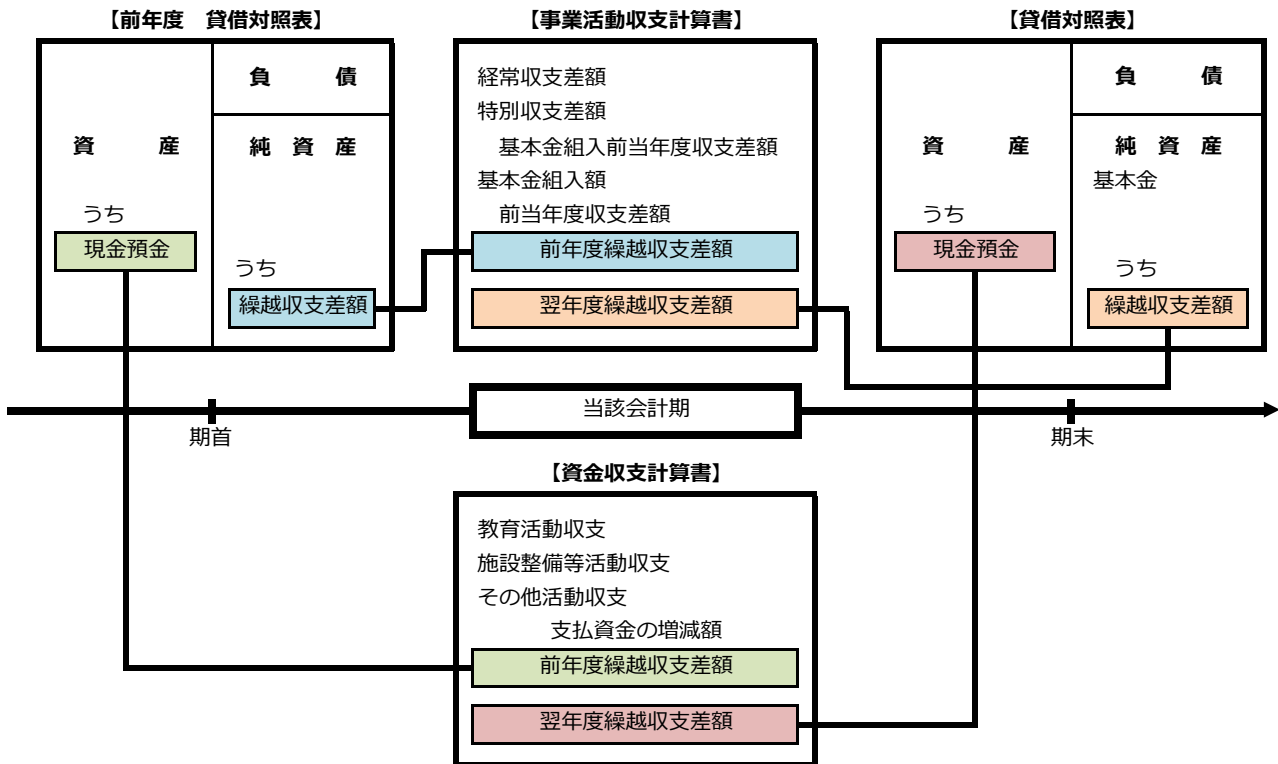 【前年度　貸借対照表】
負　債
資　産
純 資 産
うち
現金預金
うち
繰越収支差額
【事業活動収支計算書】
経常収支差額
特別収支差額
基本金組入前当年度収支差額
基本金組入額
前当年度収支差額
前年度繰越収支差額
翌年度繰越収支差額
【貸借対照表】
負　債
資　産
純 資 産
基本金
うち
現金預金
うち
繰越収支差額
当該会計期
期首
期末
【資金収支計算書】
教育活動収支
施設整備等活動収支
その他活動収支
支払資金の増減額
前年度繰越収支差額
翌年度繰越収支差額